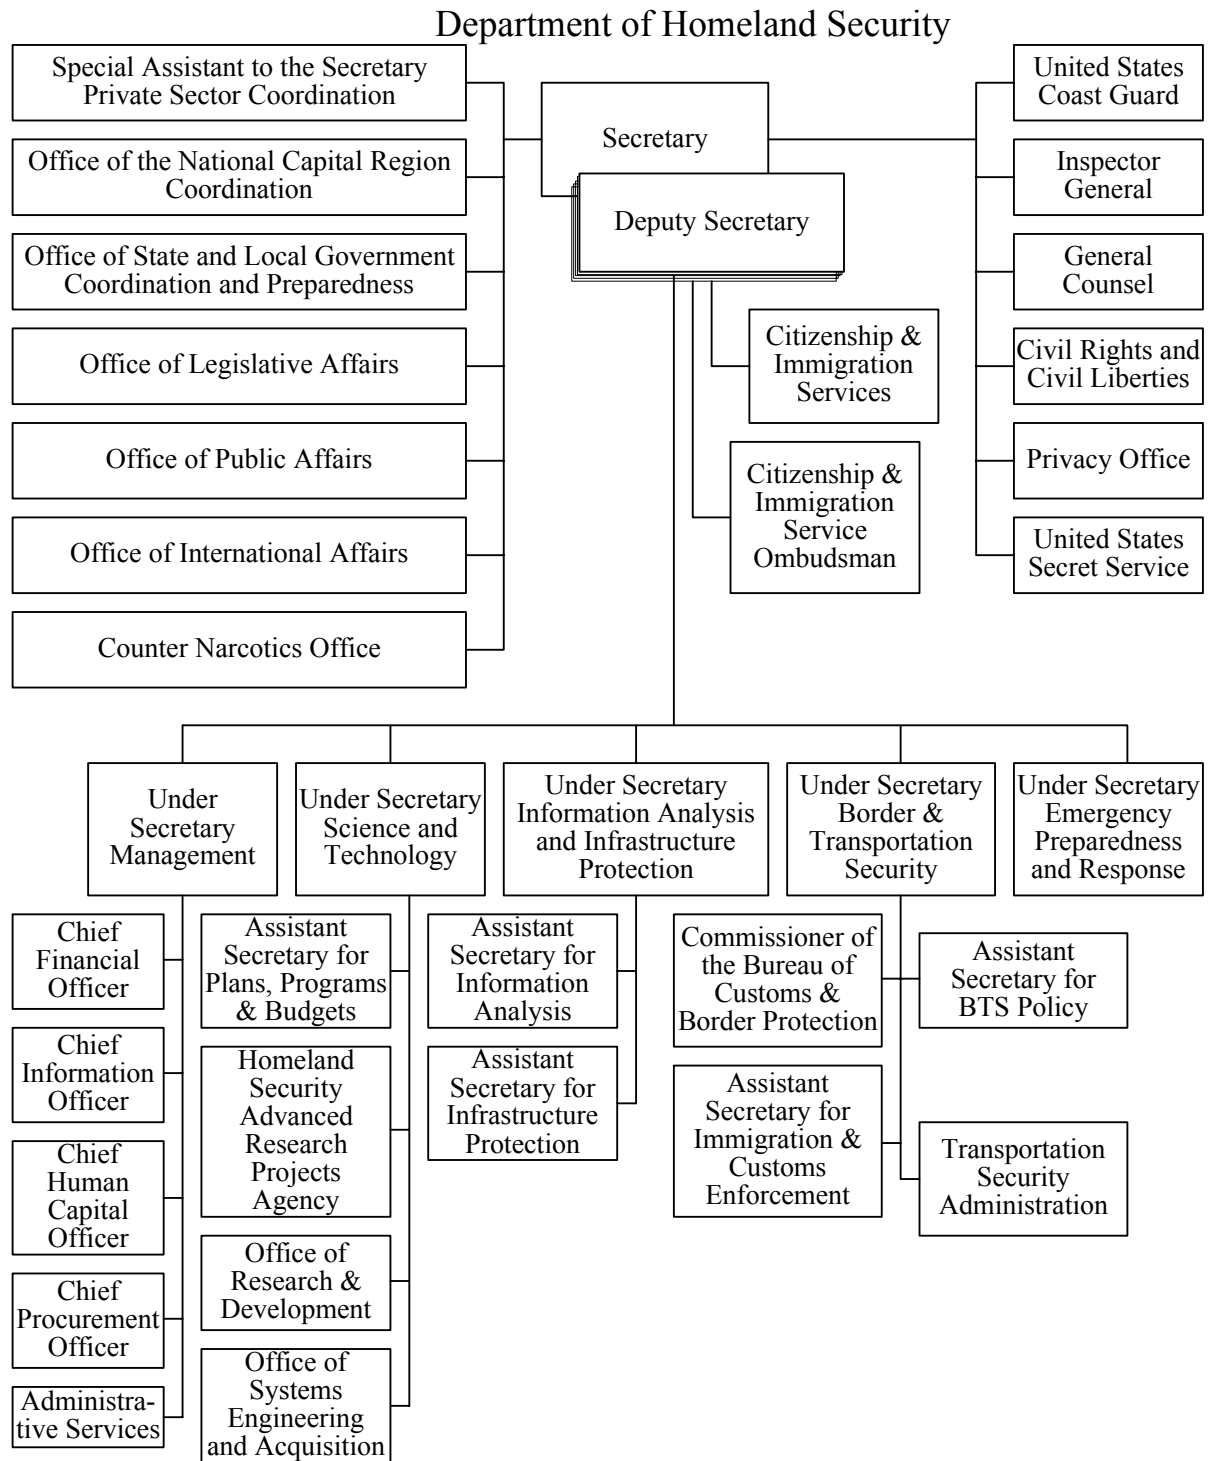 Department of Homeland Security
Special Assistant to the Secretary
Private Sector Coordination
Office of the National Capital Region
Coordination
Office of State and Local Government
Coordination and Preparedness
Office of Legislative Affairs
Office of Public Affairs
Office of International Affairs
Counter Narcotics Office
Secretary
Deputy Secretary
Citizenship &
Immigration
Services
Citizenship &
Immigration
Service
Ombudsman
United States
Coast Guard
Inspector
General
General
Counsel
Civil Rights and
Civil Liberties
Privacy Office
United States
Secret Service
Under
Secretary
Management
Chief
Financial
Officer
Chief
Information
Officer
Chief
Human
Capital
Officer
Chief
Procurement
Officer
Administra-
tive Services
Under Secretary
Science and
Technology
Assistant
Secretary for
Plans, Programs
& Budgets
Homeland
Security
Advanced
Research
Projects
Agency
Office of
Research &
Development
Office of
Systems
Engineering
and Acquisition
Under Secretary
Information Analysis
and Infrastructure
Protection
Assistant
Secretary for
Information
Analysis
Assistant
Secretary for
Infrastructure
Protection
Under Secretary
Border &
Transportation
Security
Commissioner of
the Bureau of
Customs &
Border Protection
Assistant
Secretary for
BTS Policy
Assistant
Secretary for
Immigration &
Customs
Enforcement
Transportation
Security
Administration
Under Secretary
Emergency
Preparedness
and Response